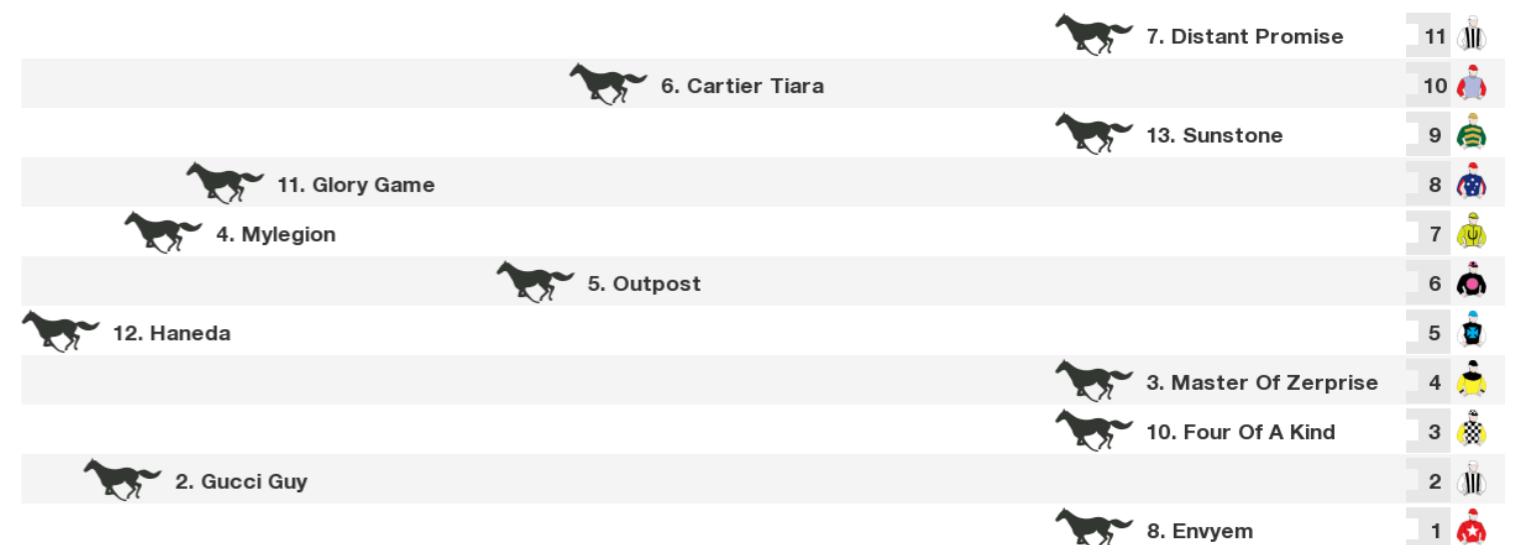 7. Distant Promise 11
6. Cartier Tiara 10
13. Sunstone 9
11. Glory Game 8
4. Mylegion 7
5. Outpost 6
12. Haneda 5
3. Master Of Zerprise 4
10. Four Of A Kind 3
2. Gucci Guy 2
8. Envyem 1